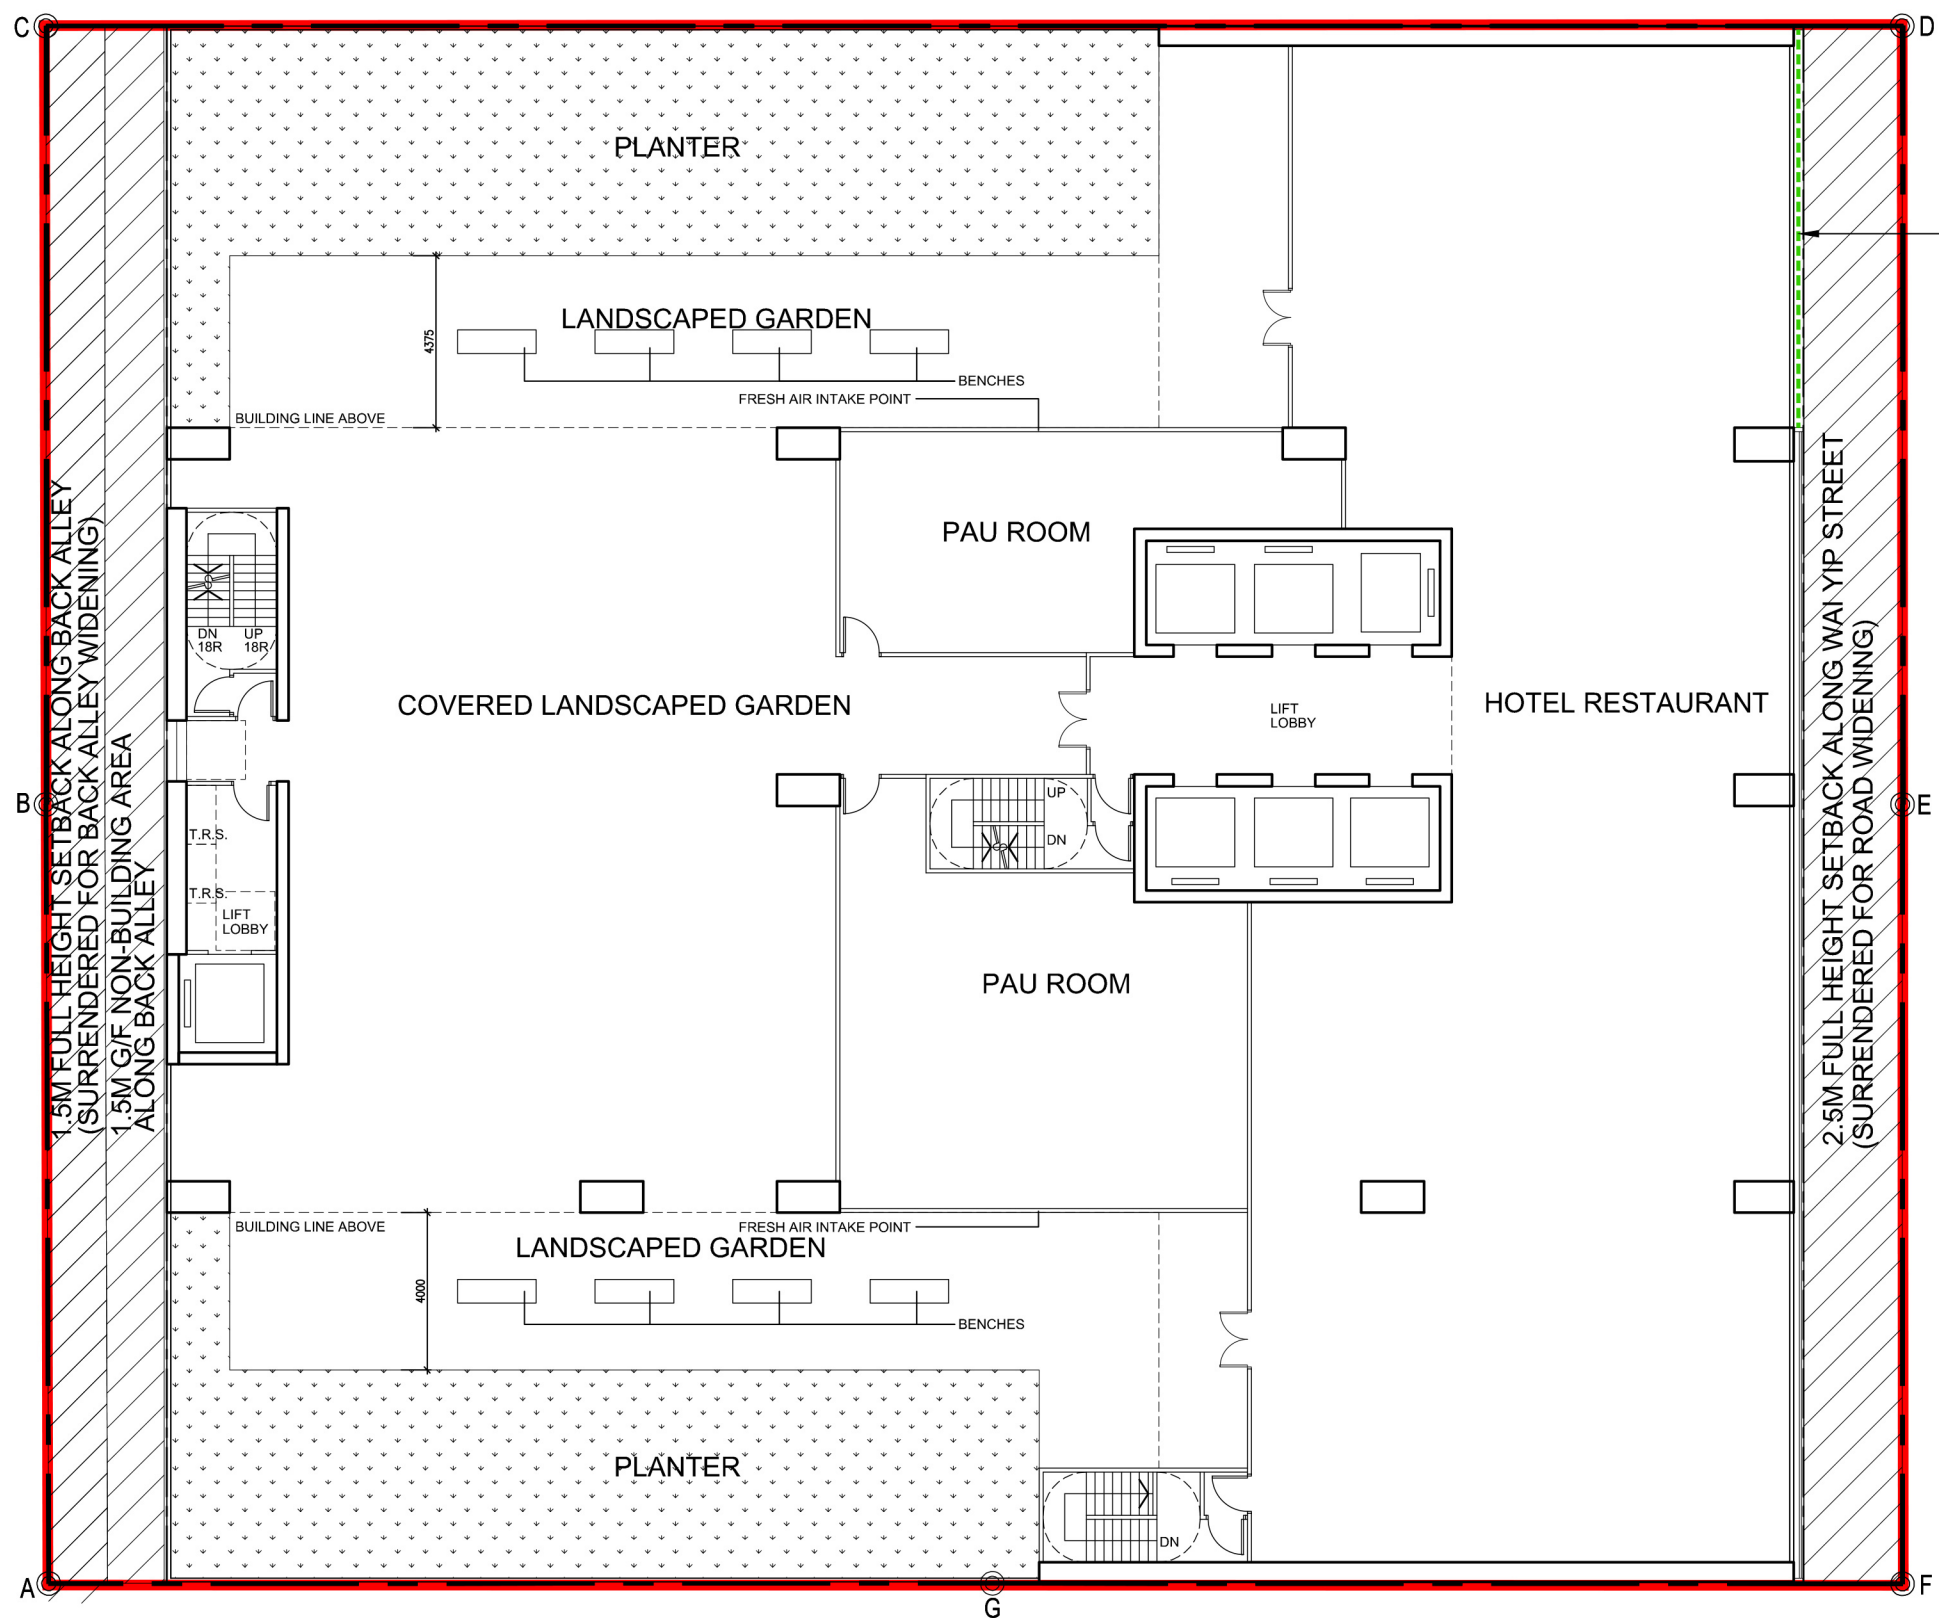 C
D
PLANTER
LANDSCAPED GARDEN
4375
BENCHES
FRESH AIR INTAKE POINT
BUILDING LINE ABOVE
PAU ROOM
DN
18R
UP
18R
COVERED LANDSCAPED GARDEN
LIFT
LOBBY
HOTEL RESTAURANT
1.5M FULL HEIGHT SETBACK ALONG BACK ALLEY
(SURRENDERED FOR BACK ALLEY WIDENING)
1.5M G/F NON-BUILDING AREA
ALONG BACK ALLEY
2.5M FULL HEIGHT SETBACK ALONG WAI YIP STREET
(SURRENDERED FOR ROAD WIDENING)
B
E
UP
DN
T.R.S.
T.R.S.
LIFT
LOBBY
PAU ROOM
BUILDING LINE ABOVE
FRESH AIR INTAKE POINT
LANDSCAPED GARDEN
4000
BENCHES
PLANTER
DN
A
G
F